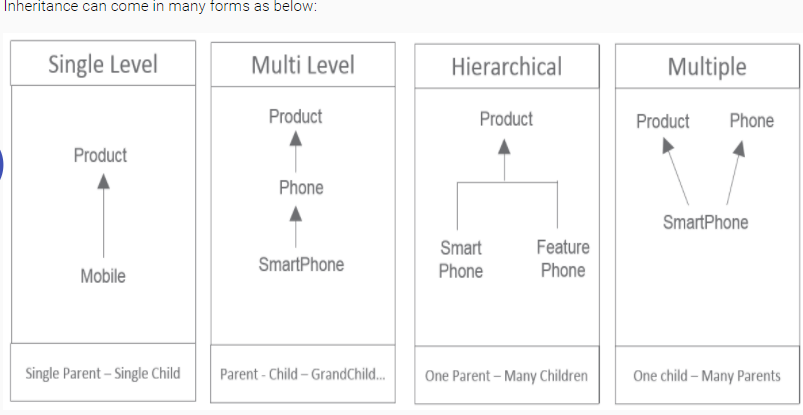 Inheritance can come in many forms as below:
Single Level
Product
Mobile
Single Parent – Single Child
Multi Level
Product
Phone
SmartPhone
Parent - Child – GrandChild...
Hierarchical
Product
Smart
Phone
Feature
Phone
One Parent – Many Children
Multiple
Product
Phone
SmartPhone
One child – Many Parents